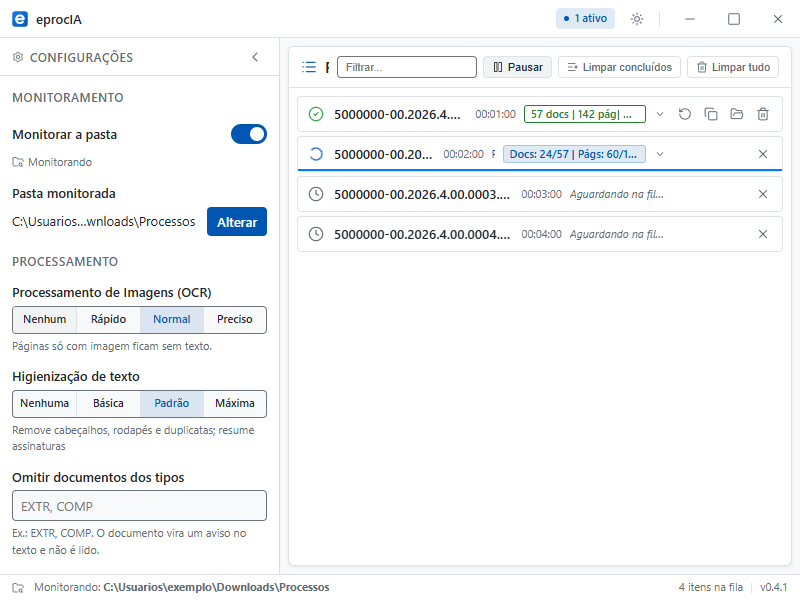 eprocIA
1 ativo
CONFIGURAÇÕES
MONITORAMENTO
Monitorar a pasta
Monitorando
Pasta monitorada
C:\Usuarios...wnloads\Processos
Alterar
PROCESSAMENTO
Processamento de Imagens (OCR)
Nenhum Rápido Normal Preciso
Páginas só com imagem ficam sem texto.
Higienização de texto
Nenhuma Básica Padrão Máxima
Remove cabeçalhos, rodapés e duplicatas; resume
assinaturas
Omitir documentos dos tipos
EXTR, COMP
Ex.: EXTR, COMP. O documento vira um aviso no
texto e não é lido.
Filtrar... Pausar Limpar concluídos Limpar tudo
5000000-00.2026.4.... 00:01:00 57 docs | 142 pág| ...
5000000-00.20... 00:02:00 Docs: 24/57 | Págs: 60/1...
5000000-00.2026.4.00.0003.... 00:03:00 Aguardando na fil...
5000000-00.2026.4.00.0004.... 00:04:00 Aguardando na fil...
Monitorando: C:\Usuarios\exemplo\Downloads\Processos
4 itens na fila v0.4.1